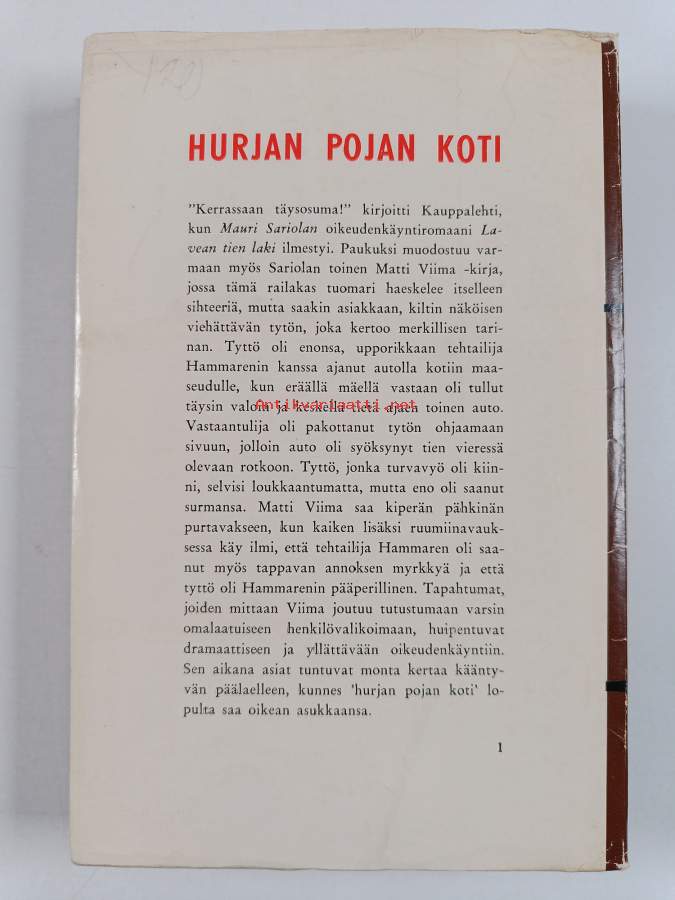 HURJAN POJAN KOTI
"Kerrassaan täysosuma!" kirjoitti Kauppalehti,
kun Mauri Sariolan oikeudenkäyntiromaani La-
vean tien laki ilmestyi. Paukuksi muodostuu var-
maan myös Sariolan toinen Matti Viima -kirja,
jossa tämä railakas tuomari haeskelee itselleen
sihteeriä, mutta saakin asiakkaan, kiltin näköisen
viehättävän tytön, joka kertoo merkillisen tari-
nan. Tyttö oli enonsa, upporikkaan tehtailija
Hammarenin kanssa ajanut autolla kotiin maa-
seudulle, kun eräällä mäellä vastaan oli tullut
Antikvariaatti.net
täysin valoin ja keskellä tietä ajaen toinen auto.
Vastaantulija oli pakottanut tytön ohjaamaan
sivuun, jolloin auto oli syöksynyt tien vieressä
olevaan rotkoon. Tyttö, jonka turvavyö oli kiin-
ni, selvisi loukkaantumatta, mutta eno oli saanut
surmansa. Matti Viima saa kiperän pähkinän
purtavakseen, kun kaiken lisäksi ruumiinavauk-
sessa käy ilmi, että tehtailija Hammaren oli saa-
nut myös tappavan annoksen myrkkyä ja että
tyttö oli Hammarenin pääperillinen. Tapahtumat,
joiden mittaan Viima joutuu tutustumaan varsin
omalaatuiseen henkilövalikoimaan, huipentuvat
dramaattiseen ja yllättävään oikeudenkäyntiin.
Sen aikana asiat tuntuvat monta kertaa käänty-
vän päälaelleen, kunnes 'hurjan pojan koti' lo-
pulta saa oikean asukkaansa.
1